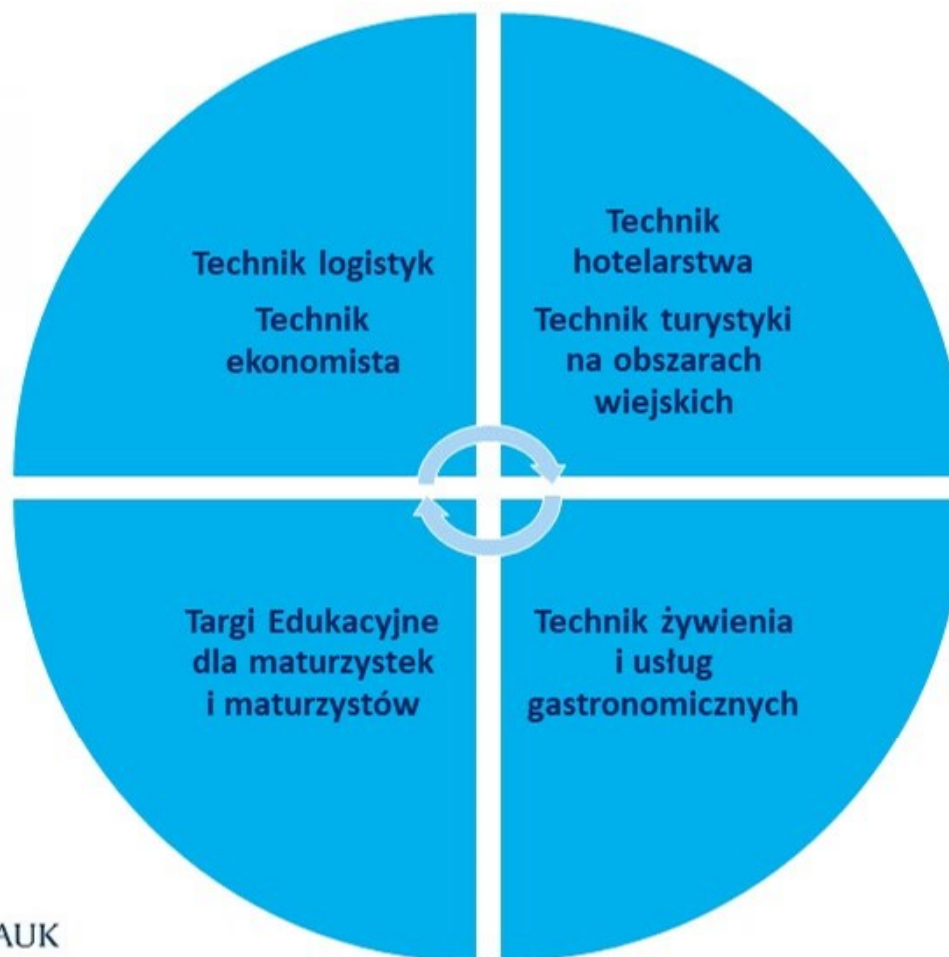 Technik logistyk
Technik
ekonomista
Technik
hotelarstwa
Technik turystyki
na obszarach
wiejskich
Targi Edukacyjne
dla maturzystek
i maturzystów
Technik żywienia
i usług
gastronomicznych
AUK